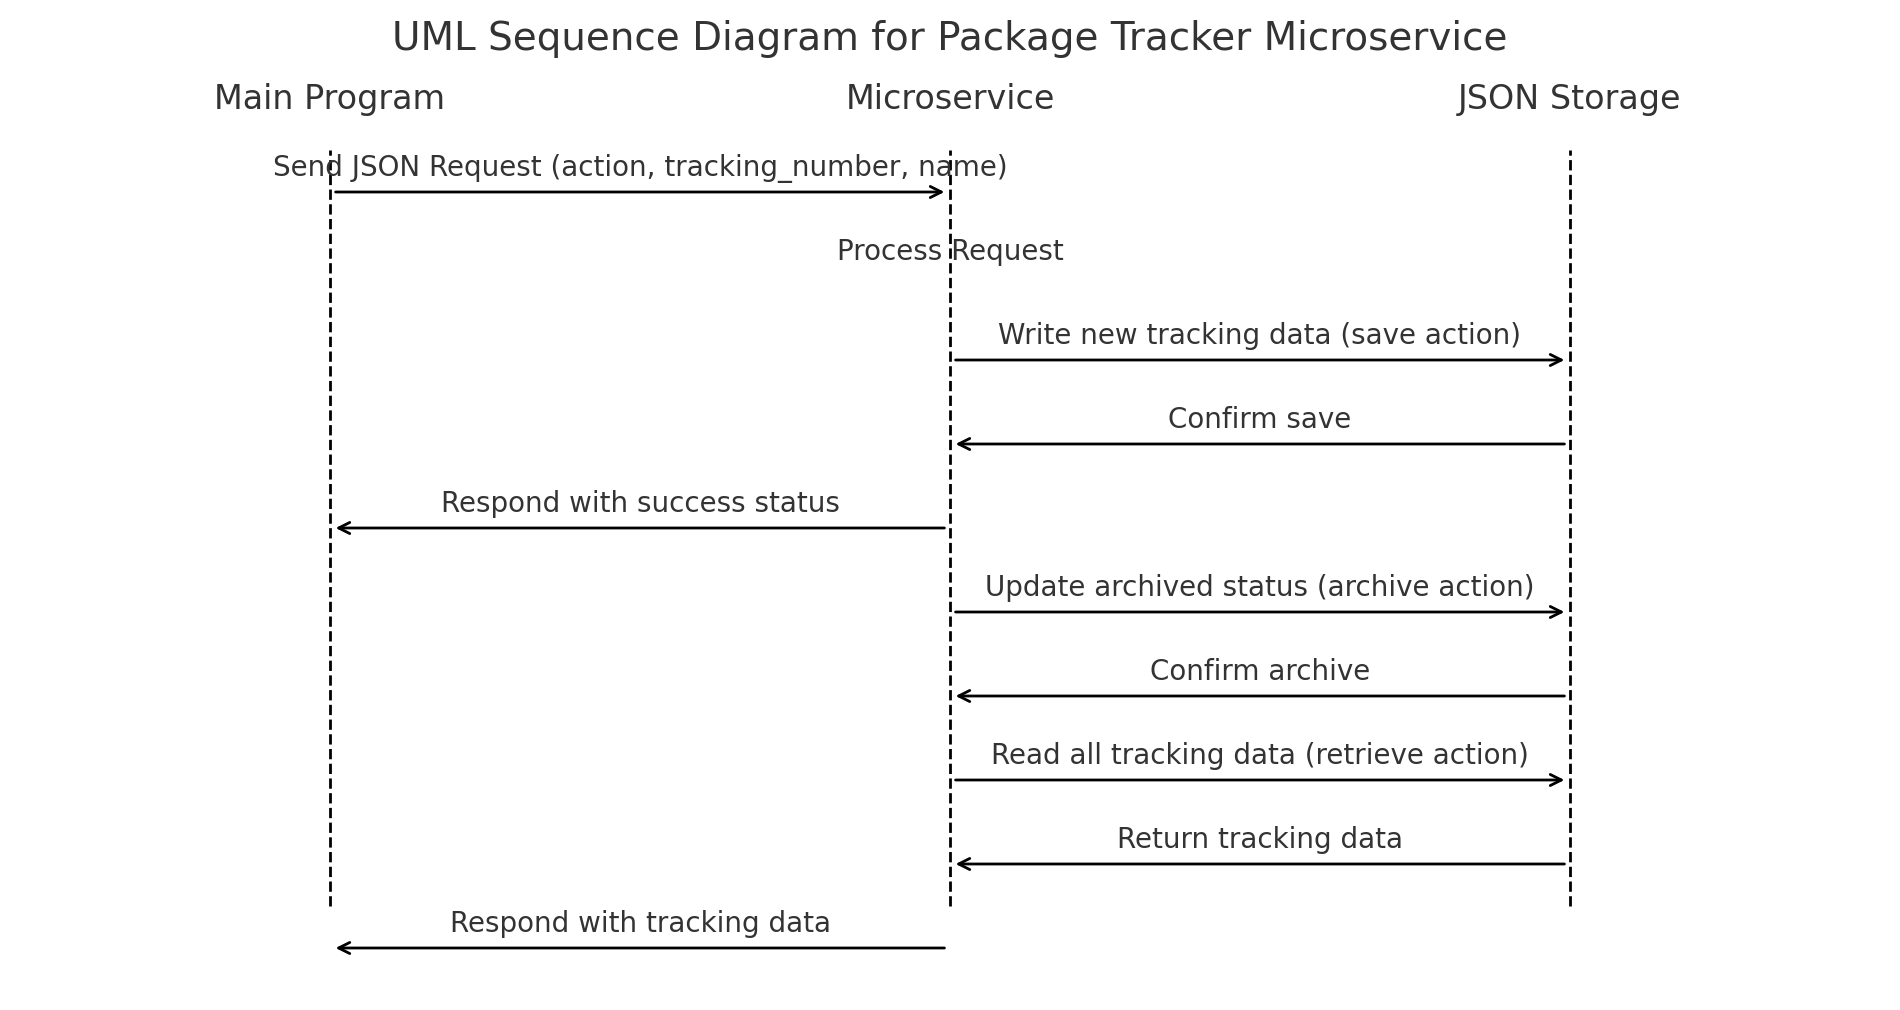 UML Sequence Diagram for Package Tracker Microservice
Main Program
Microservice
JSON Storage
Send JSON Request (action, tracking_number, name)
Process Request
Write new tracking data (save action)
Confirm save
Respond with success status
Update archived status (archive action)
Confirm archive
Read all tracking data (retrieve action)
Return tracking data
Respond with tracking data